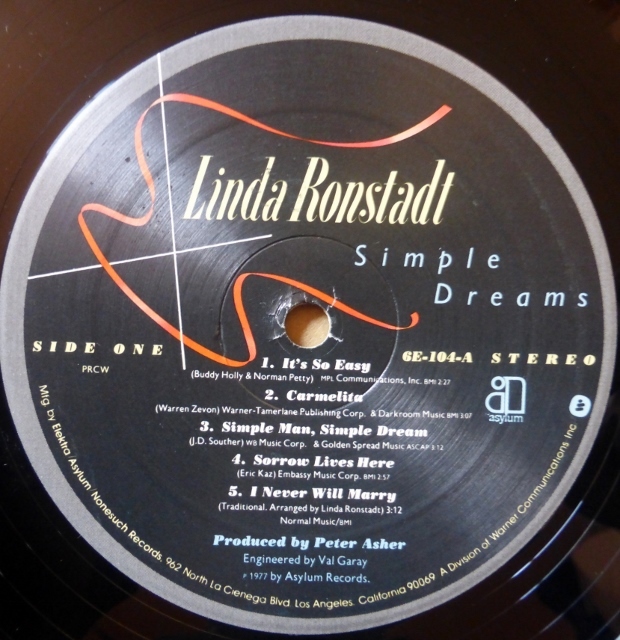 Linda Ronstadt
Simple
Dreams
SIDE ONE
6E-104-A STEREO
PRCW
1. It's So Easy
(Buddy Holly & Norman Petty) MPL Communications, Inc. BMI 2:27
2. Carmelita
(Warren Zevon) Warner-Tamerlane Publishing Corp. & Darkroom Music BMI 3:07
asylum
3. Simple Man, Simple Dream
(J.D. Souther) WB Music Corp. & Golden Spread Music ASCAP 3:12
4. Sorrow Lives Here
(Eric Kaz) Embassy Music Corp. BMI 2:57
5. I Never Will Marry
(Traditional. Arranged by Linda Ronstadt) 3:12
Normal Music/BMI
Produced by Peter Asher
Engineered by Val Garay
℗ 1977 by Asylum Records.
Mfg. by Elektra/Asylum/Nonesuch Records, 962 North La Cienega Blvd. Los Angeles, California 90069 A Division of Warner Communications Inc